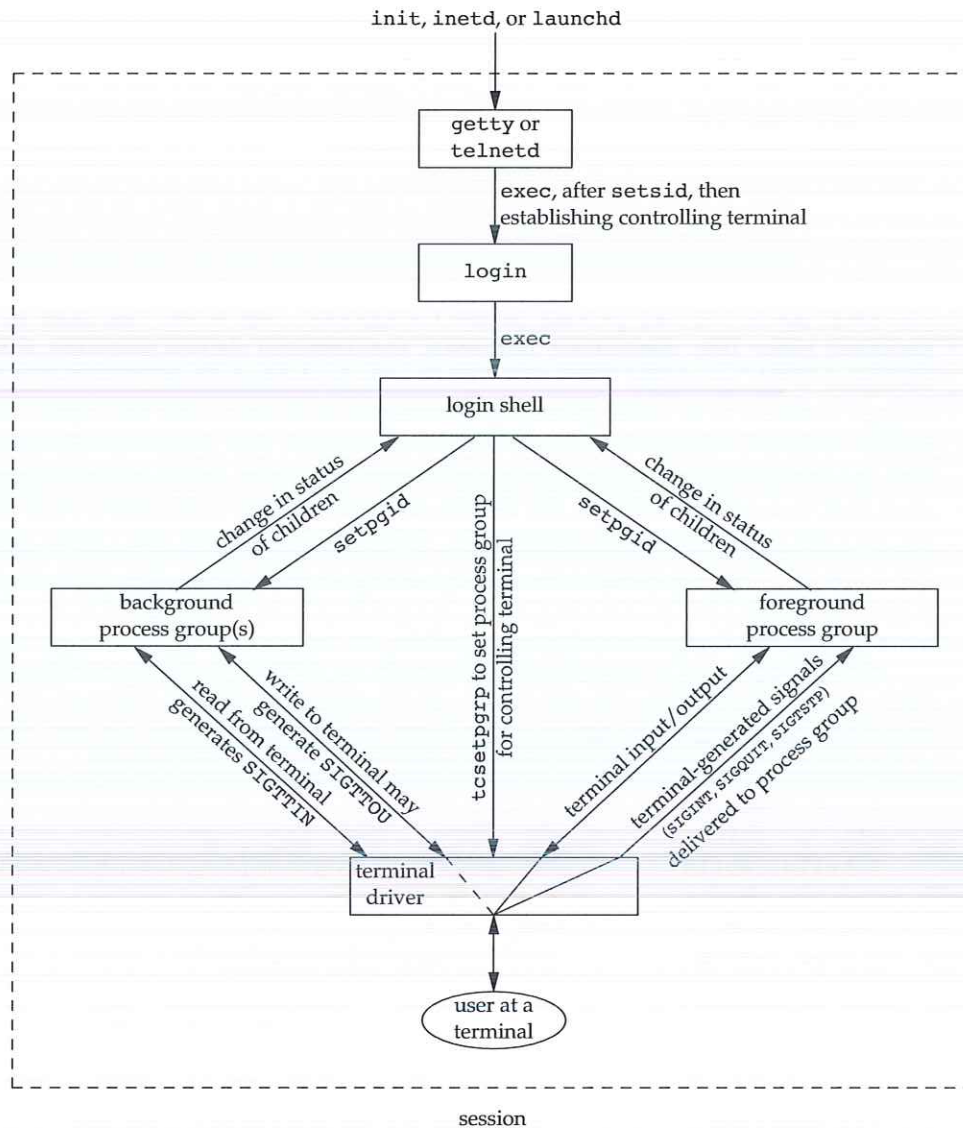 init, inetd, or launchd
getty or
telnetd
exec, after setsid, then
establishing controlling terminal
login
exec
login shell
change in status
of children
setpgid
tcsetpgrp to set process group
for controlling terminal
setpgid
change in status
of children
background
process group(s)
foreground
process group
read from terminal
generates SIGTTIN
write to terminal may
generate SIGTTOU
terminal input/output
terminal-generated signals
(SIGINT, SIGQUIT, SIGTSTP)
delivered to process group
terminal
driver
user at a
terminal
session